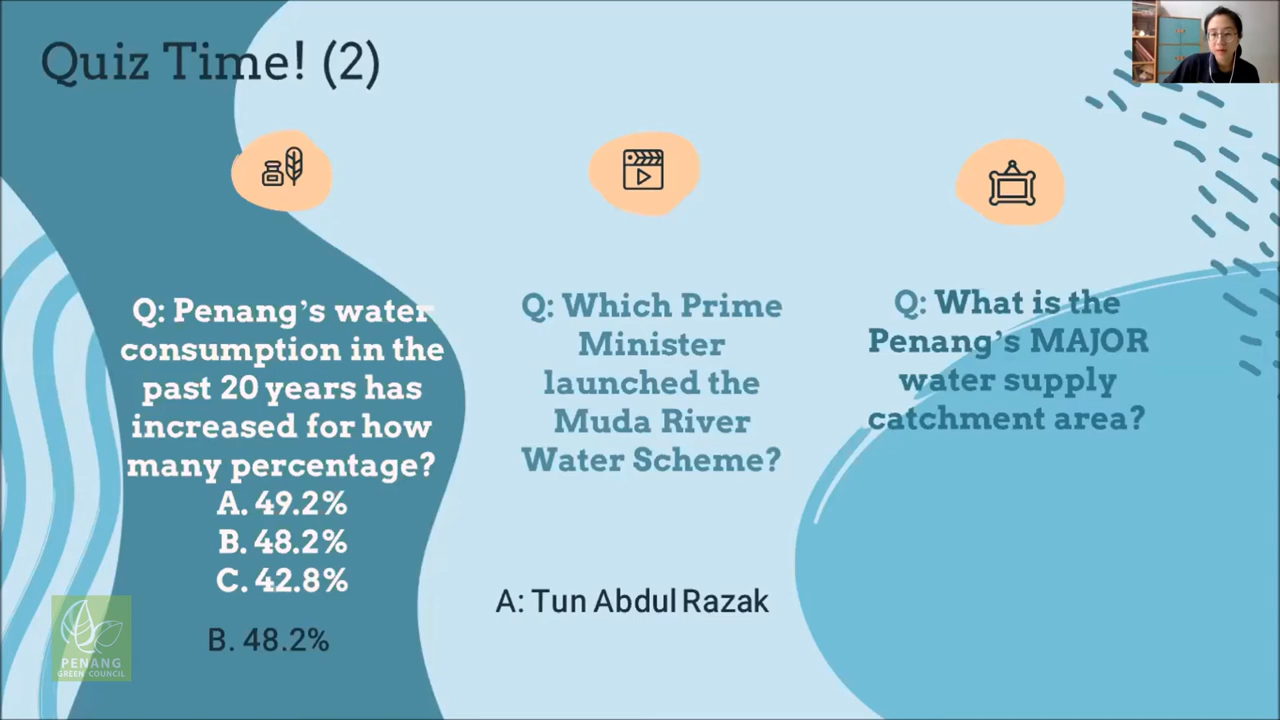 Quiz Time! (2)
Q: Penang's water
consumption in the
past 20 years has
increased for how
many percentage?
A. 49.2%
B. 48.2%
C. 42.8%
B. 48.2%
Q: Which Prime
Minister
launched the
Muda River
Water Scheme?
A: Tun Abdul Razak
Q: What is the
Penang's MAJOR
water supply
catchment area?
PENANG
GREEN COUNCIL